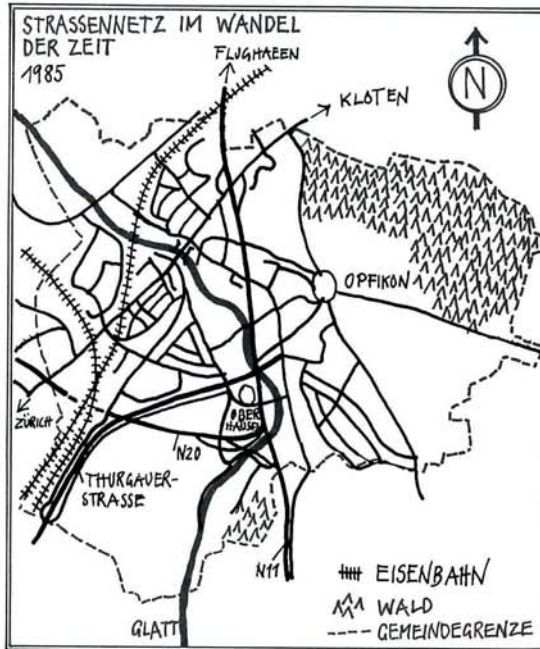 STRASSENNETZ IM WANDEL
DER ZEIT
1985
FLUGHAFEN
KLOTEN
N
OPFIKON
ZÜRICH
OBER
HAUSEN
N20
THURGAUER-
STRASSE
N11
GLATT
EISENBAHN
WALD
GEMEINDEGRENZE